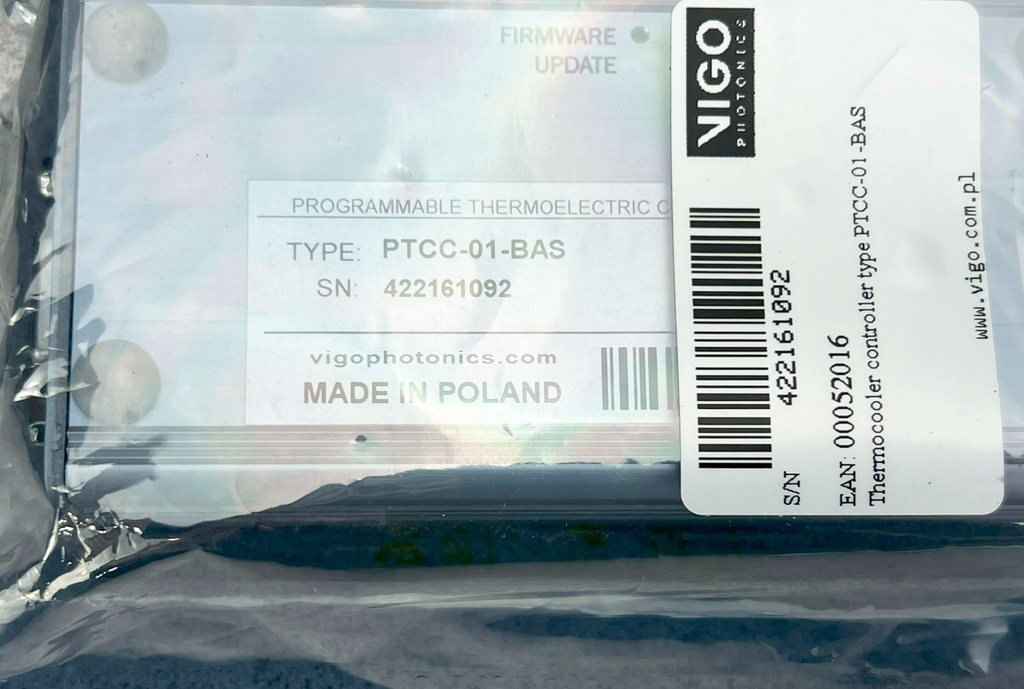 FIRMWARE
UPDATE
PROGRAMMABLE THERMOELECTRIC C
TYPE: PTCC-01-BAS
SN: 422161092
vigophotonics.com
MADE IN POLAND
VIGO
PHOTONICS
S/N 422161092
EAN: 00052016
Thermocooler controller type PTCC-01-BAS
www.vigo.com.pl